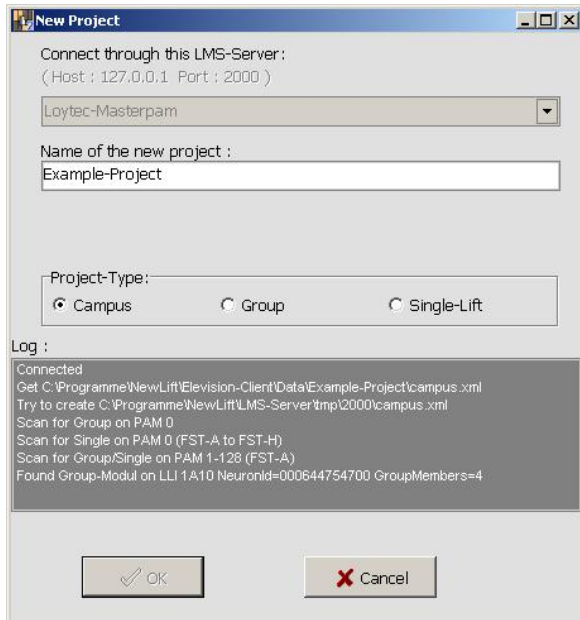 New Project
Connect through this LMS-Server:
(Host : 127.0.0.1 Port : 2000 )
Loytec-Masterpam
Name of the new project :
Example-Project
Project-Type:
Campus Group Single-Lift
Log :
Connected
Get C:\Programme\NewLift\Elevision-Client\Data\Example-Project\campus.xml
Try to create C:\Programme\NewLift\LMS-Server\tmp\2000\campus.xml
Scan for Group on PAM 0
Scan for Single on PAM 0 (FST-A to FST-H)
Scan for Group/Single on PAM 1-128 (FST-A)
Found Group-Modul on LLI 1A10 NeuronId=000644754700 GroupMembers=4
OK Cancel